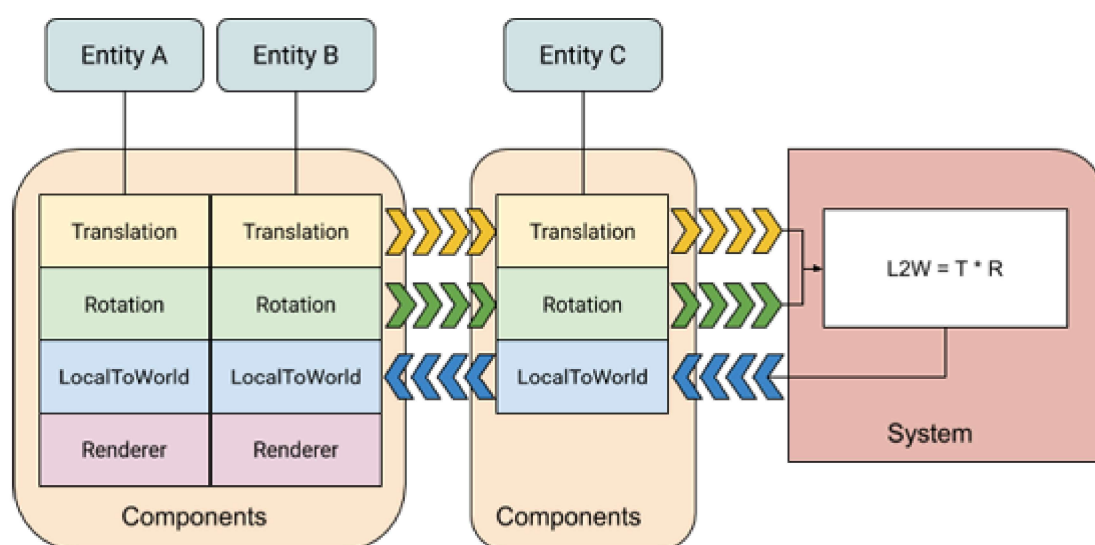 Entity A
Entity B
Entity C
Translation
Translation
Translation
Rotation
Rotation
Rotation
L2W = T * R
LocalToWorld
LocalToWorld
LocalToWorld
Renderer
Renderer
System
Components
Components